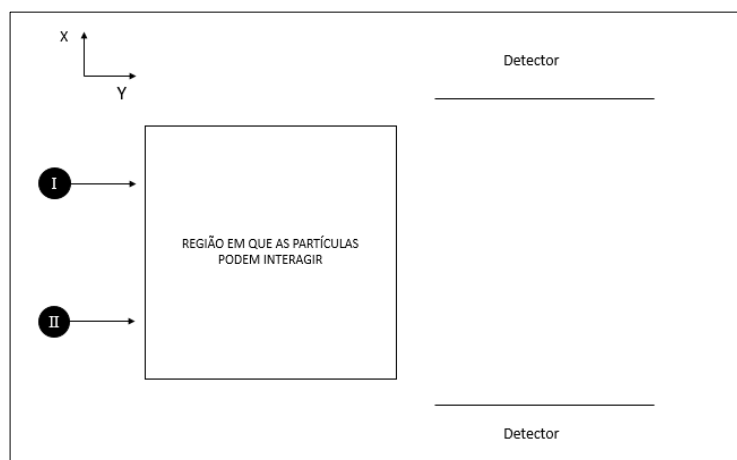 X
Y
Detector
I
REGIÃO EM QUE AS PARTÍCULAS
PODEM INTERAGIR
II
Detector